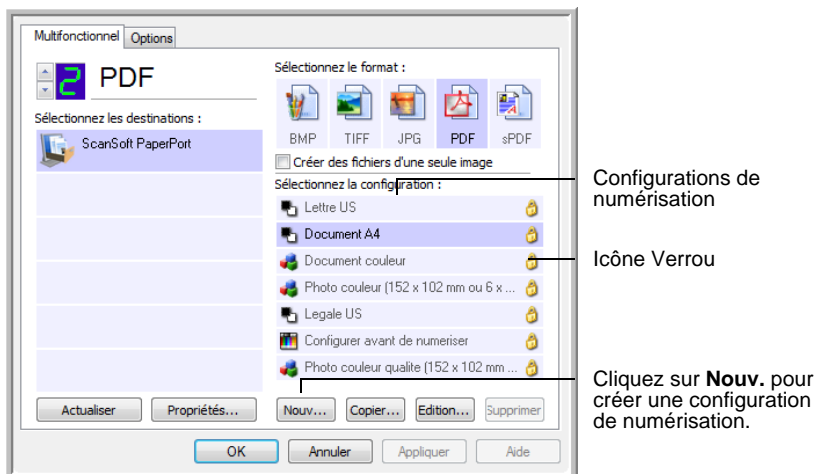 Multifonctionnel
Options
2
PDF
Sélectionnez les destinations :
ScanSoft PaperPort
Sélectionnez le format :
BMP TIFF JPG PDF sPDF
Créer des fichiers d'une seule image
Sélectionnez la configuration :
Lettre US
Document A4
Document couleur
Photo couleur (152 x 102 mm ou 6 x ...
Legale US
Configurer avant de numeriser
Photo couleur qualite (152 x 102 mm ...
Actualiser Propriétés... Nouv... Copier... Edition... Supprimer
OK Annuler Appliquer Aide
Configurations de
numérisation
Icône Verrou
Cliquez sur Nouv. pour
créer une configuration
de numérisation.